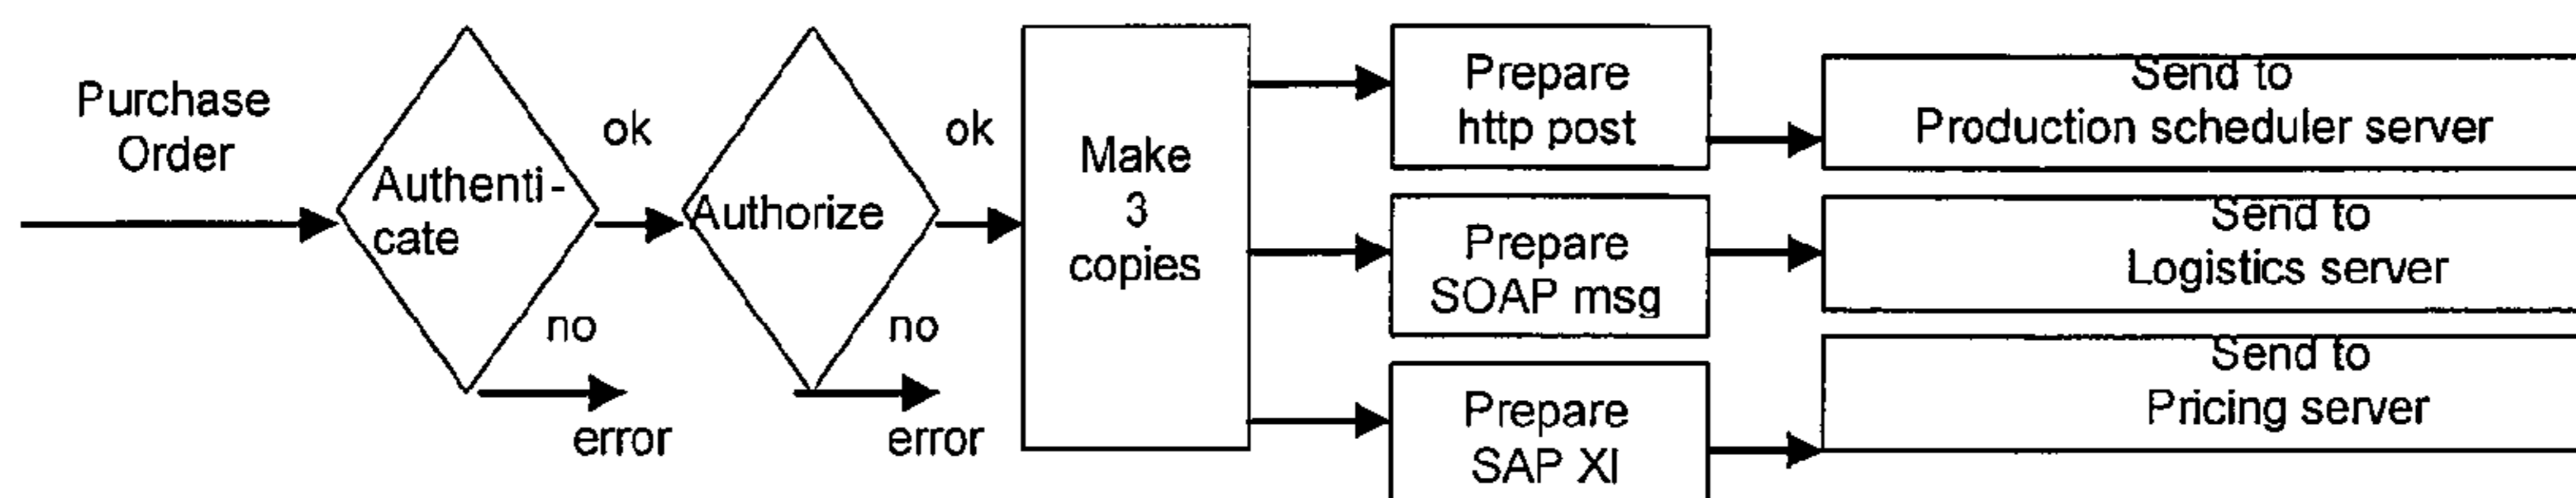 Purchase
Order
Authenti-
cate
ok
no
error
Authorize
ok
no
error
Make
3
copies
Prepare
http post
Send to
Production scheduler server
Prepare
SOAP msg
Send to
Logistics server
Prepare
SAP XI
Send to
Pricing server